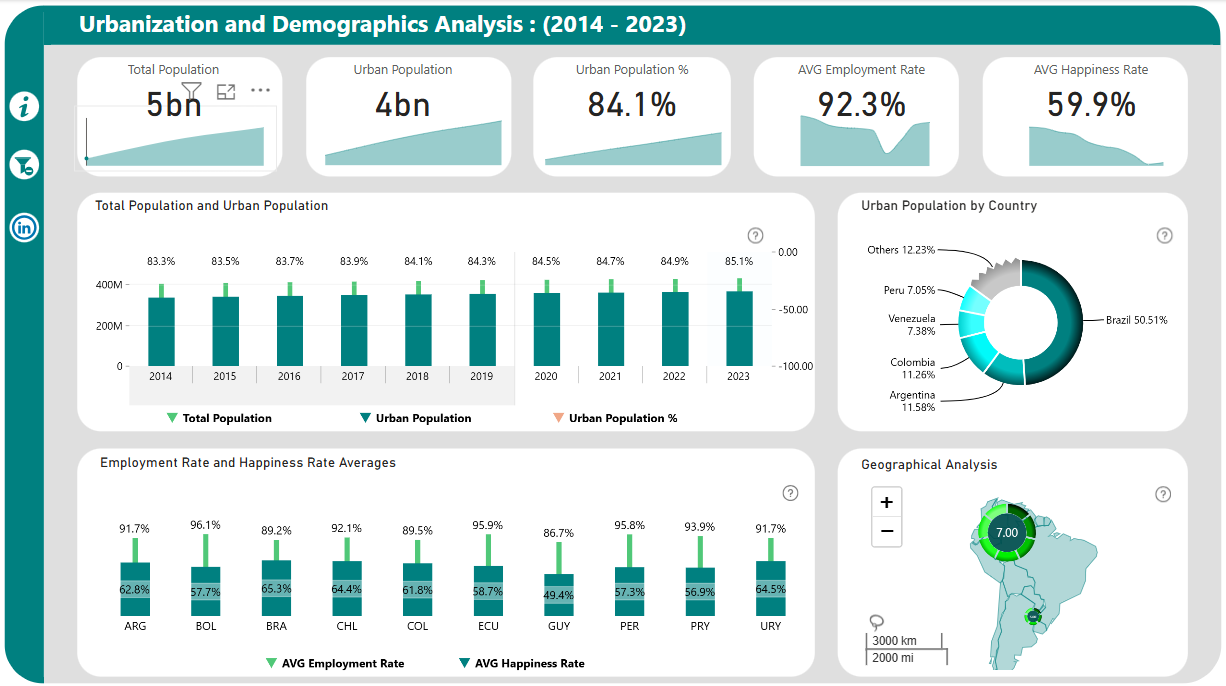 Urbanization and Demographics Analysis : (2014 - 2023)
Total Population
5bn
Urban Population
4bn
Urban Population %
84.1%
AVG Employment Rate
92.3%
AVG Happiness Rate
59.9%
i
in
Total Population and Urban Population
?
83.3% 83.5% 83.7% 83.9% 84.1% 84.3% 84.5% 84.7% 84.9% 85.1%
400M
200M
0
0.00
-50.00
-100.00
2014 2015 2016 2017 2018 2019 2020 2021 2022 2023
Total Population Urban Population Urban Population %
Urban Population by Country
?
Others 12.23%
Peru 7.05%
Venezuela
7.38%
Colombia
11.26%
Argentina
11.58%
Brazil 50.51%
Employment Rate and Happiness Rate Averages
?
91.7% 96.1% 89.2% 92.1% 89.5% 95.9% 86.7% 95.8% 93.9% 91.7%
62.8% 57.7% 65.3% 64.4% 61.8% 58.7% 49.4% 57.3% 56.9% 64.5%
ARG BOL BRA CHL COL ECU GUY PER PRY URY
AVG Employment Rate AVG Happiness Rate
Geographical Analysis
?
+
−
7.00
3000 km
2000 mi